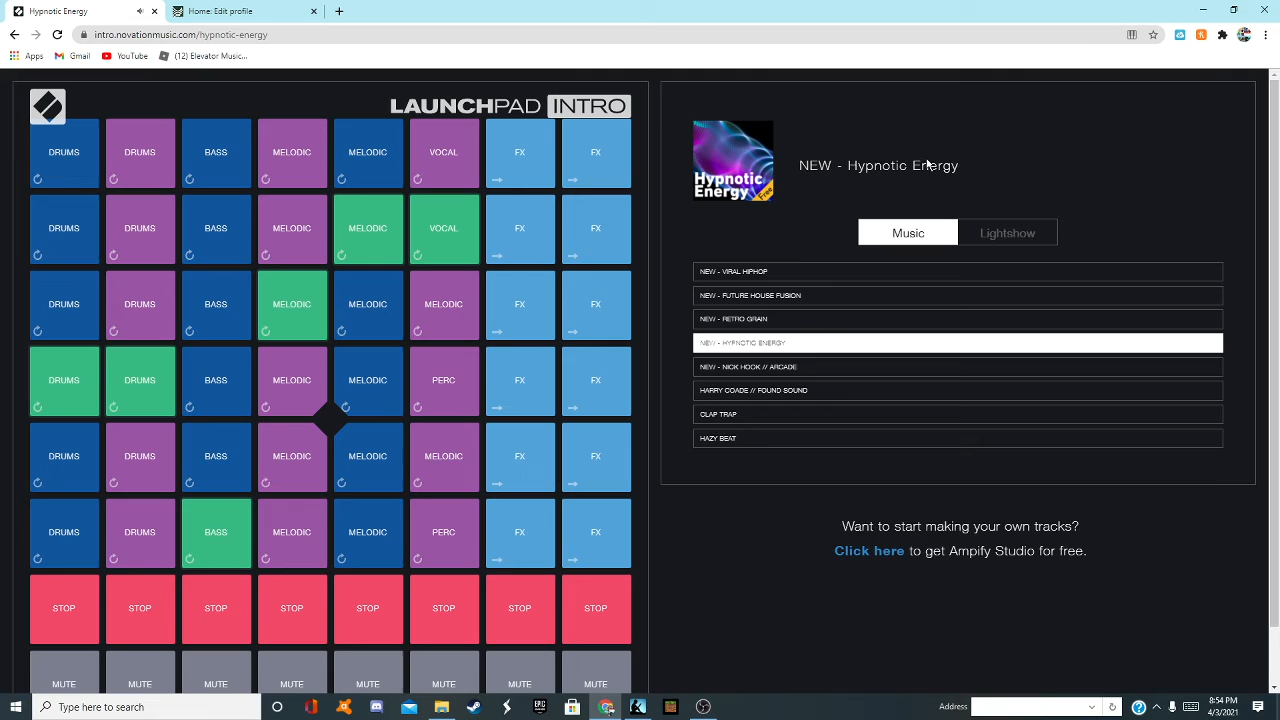 Hypnotic Energy
Home: Edit profile
intro.novationmusic.com/hypnotic-energy
Apps Gmail YouTube (12) Elevator Music...
LAUNCHPAD INTRO
DRUMS DRUMS BASS MELODIC MELODIC VOCAL FX FX
DRUMS DRUMS BASS MELODIC MELODIC VOCAL FX FX
DRUMS DRUMS BASS MELODIC MELODIC MELODIC FX FX
DRUMS DRUMS BASS MELODIC MELODIC PERC FX FX
DRUMS DRUMS BASS MELODIC MELODIC MELODIC FX FX
DRUMS DRUMS BASS MELODIC MELODIC PERC FX FX
STOP STOP STOP STOP STOP STOP STOP STOP
MUTE MUTE MUTE MUTE MUTE MUTE MUTE MUTE
Hypnotic
Energy
Free
NEW - Hypnotic Energy
Music Lightshow
NEW - VIRAL HIPHOP
NEW - FUTURE HOUSE FUSION
NEW - RETRO GRAIN
NEW - HYPNOTIC ENERGY
NEW - NICK HOOK // ARCADE
HARRY COADE // FOUND SOUND
CLAP TRAP
HAZY BEAT
Want to start making your own tracks?
Click here to get Ampify Studio for free.
Type here to search
EPIC
Address
8:54 PM
4/3/2021